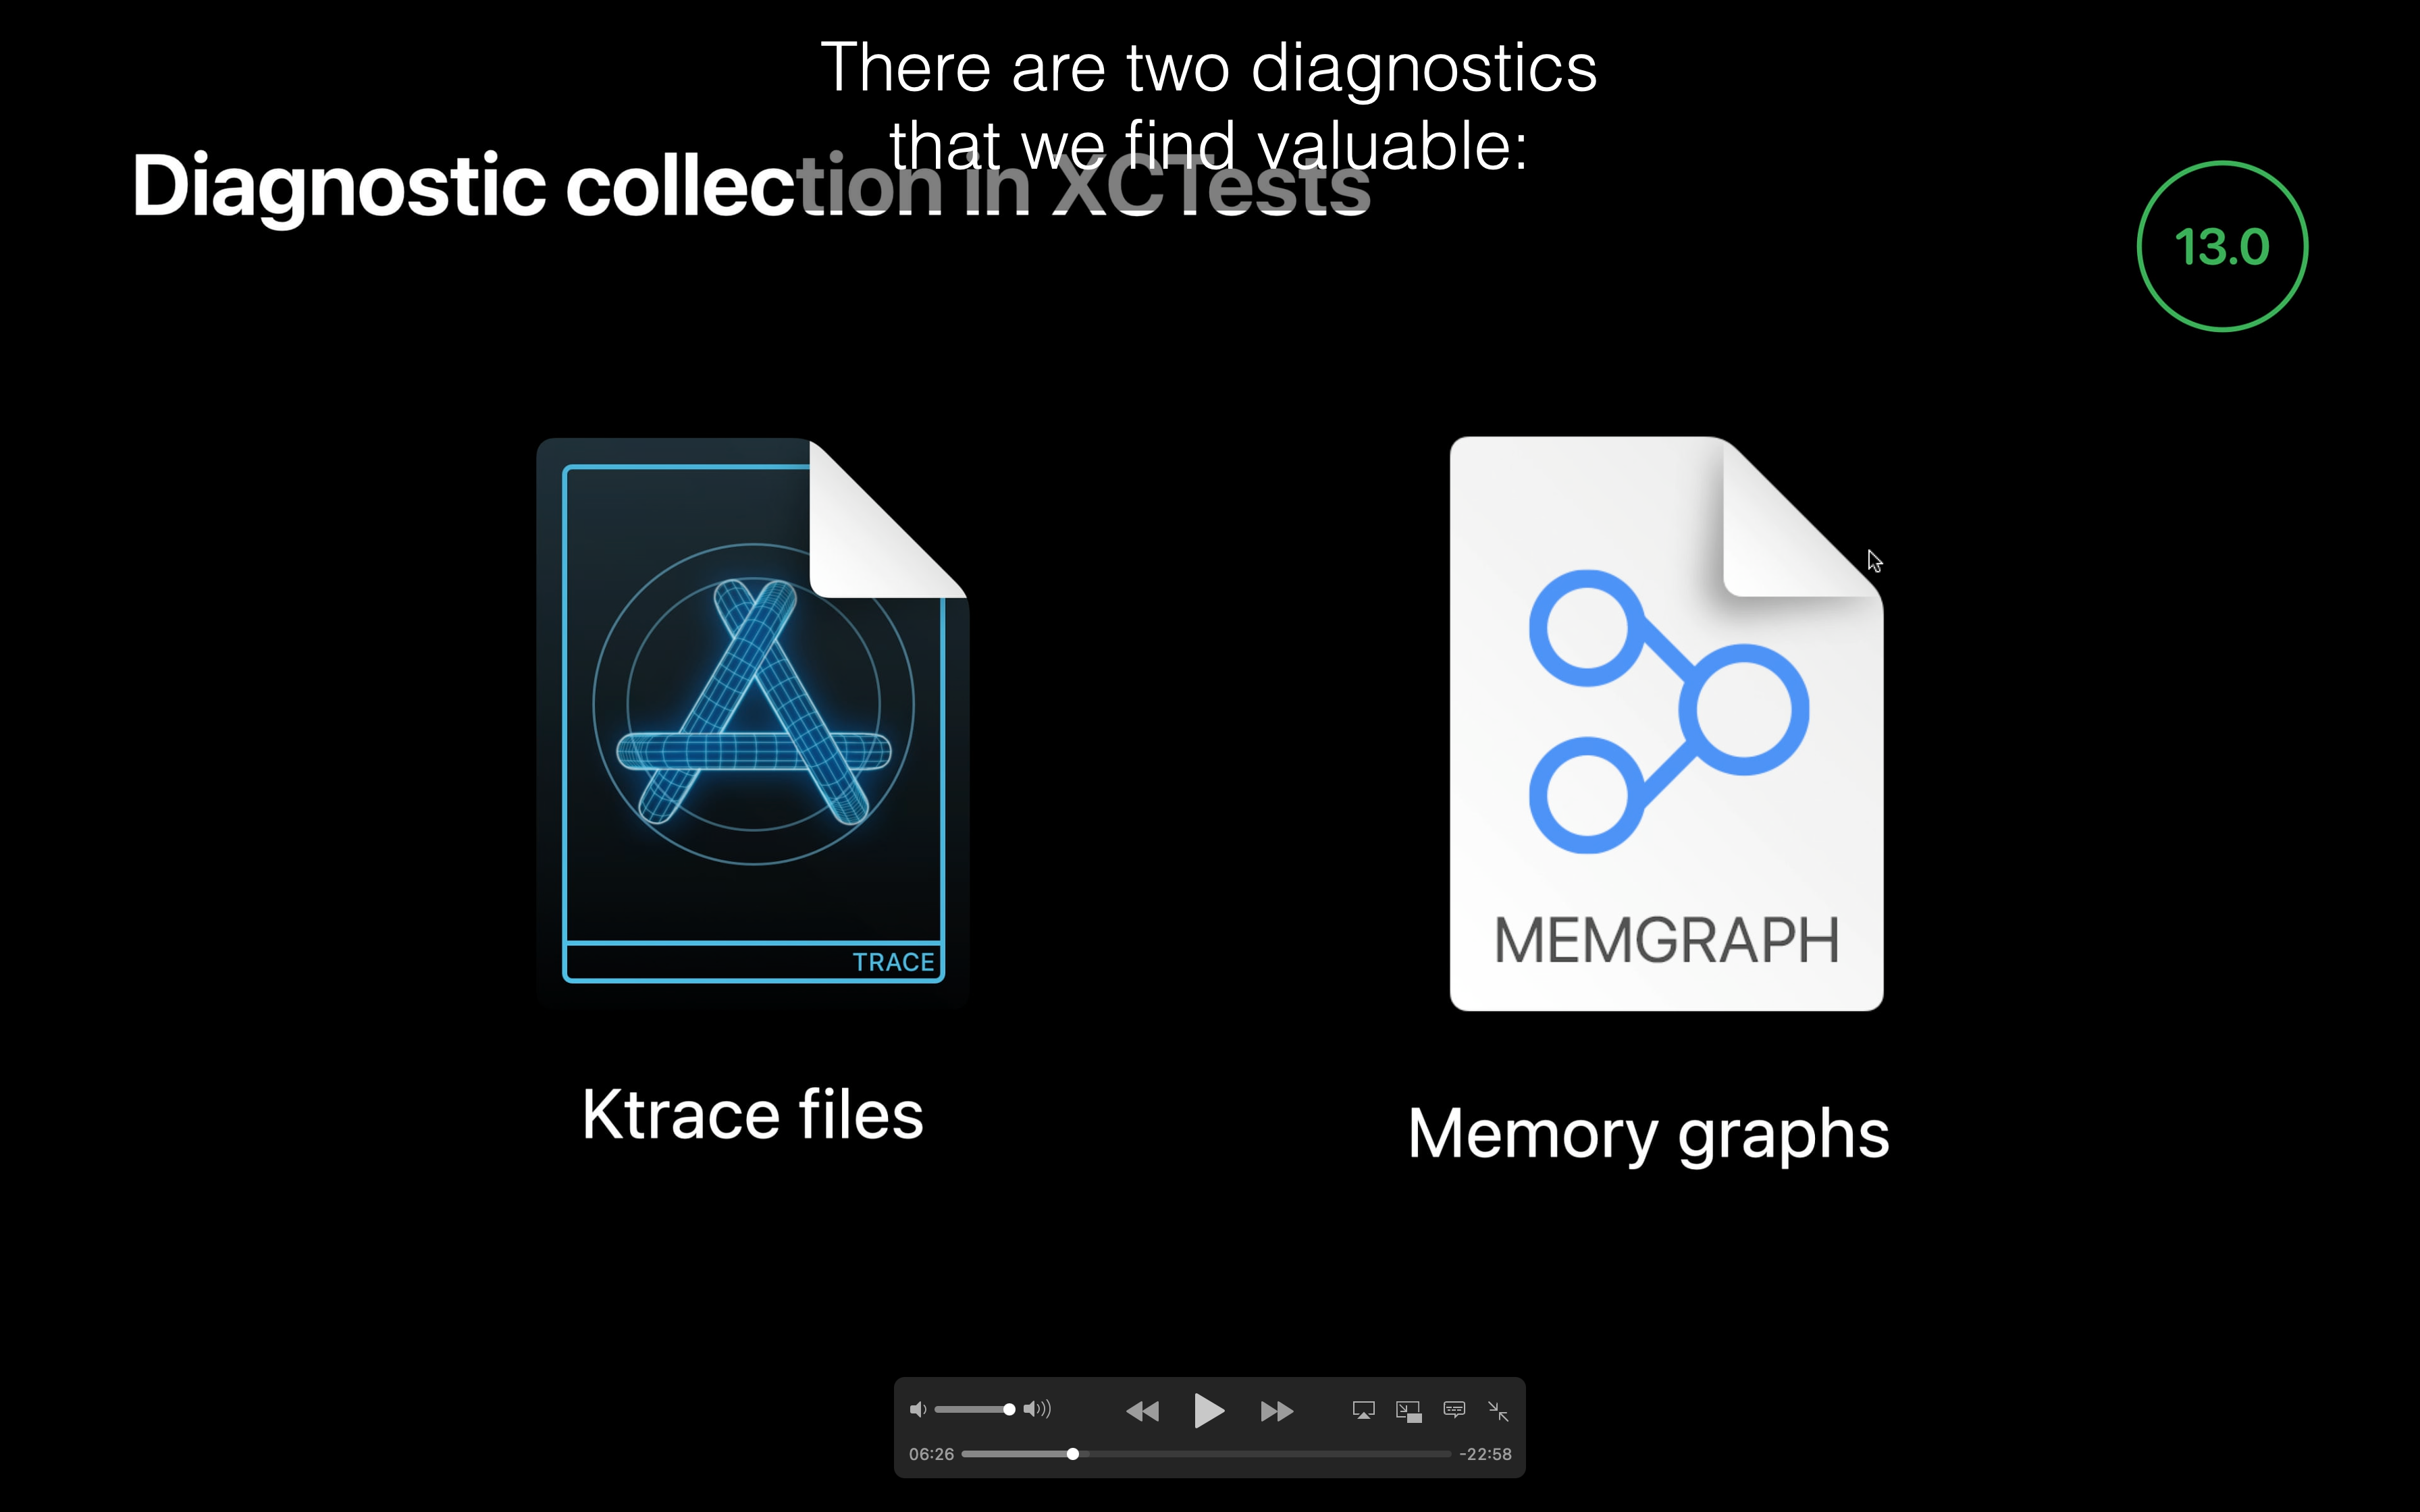 There are two diagnostics
that we find valuable:
Diagnostic collection in XCTests
13.0
TRACE
MEMGRAPH
Ktrace files
Memory graphs
06:26
-22:58